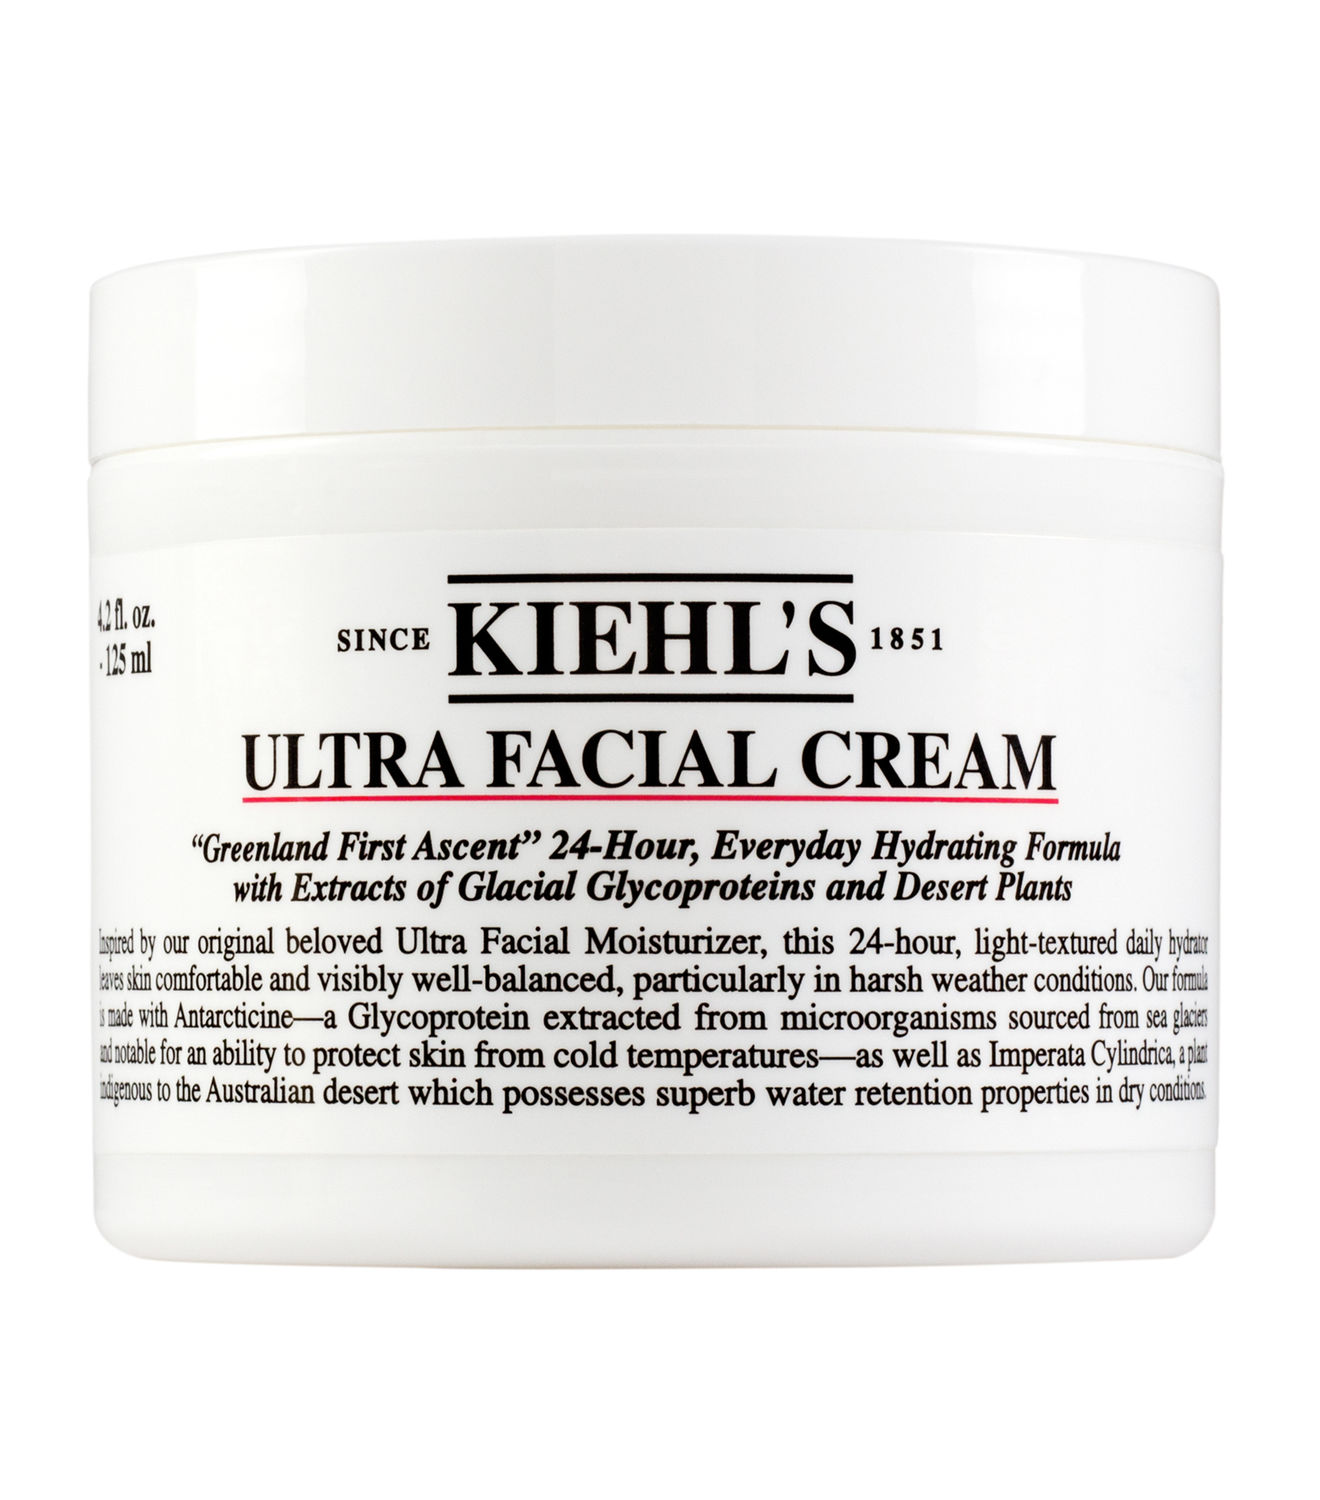 4.2 fl. oz.
- 125 ml
SINCE KIEHL'S 1851
ULTRA FACIAL CREAM
“Greenland First Ascent” 24-Hour, Everyday Hydrating Formula
with Extracts of Glacial Glycoproteins and Desert Plants
Inspired by our original beloved Ultra Facial Moisturizer, this 24-hour, light-textured daily hydrator
leaves skin comfortable and visibly well-balanced, particularly in harsh weather conditions. Our formula
is made with Antarcticine—a Glycoprotein extracted from microorganisms sourced from sea glaciers
and notable for an ability to protect skin from cold temperatures—as well as Imperata Cylindrica, a plant
indigenous to the Australian desert which possesses superb water retention properties in dry conditions.